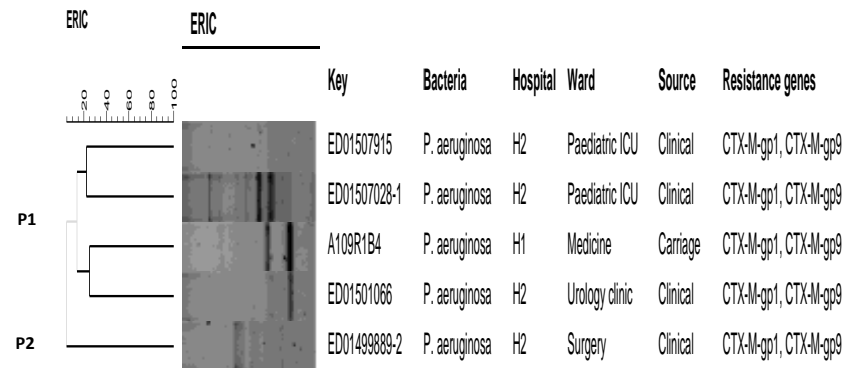 ERIC ERIC
Key Bacteria Hospital Ward Source Resistance genes
20 40 60 80 100
ED01507915 P. aeruginosa H2 Paediatric ICU Clinical CTX-M-gp1, CTX-M-gp9
ED01507028-1 P. aeruginosa H2 Paediatric ICU Clinical CTX-M-gp1, CTX-M-gp9
P1
A109R1B4 P. aeruginosa H1 Medicine Carriage CTX-M-gp1, CTX-M-gp9
ED01501066 P. aeruginosa H2 Urology clinic Clinical CTX-M-gp1, CTX-M-gp9
P2 ED01499889-2 P. aeruginosa H2 Surgery Clinical CTX-M-gp1, CTX-M-gp9